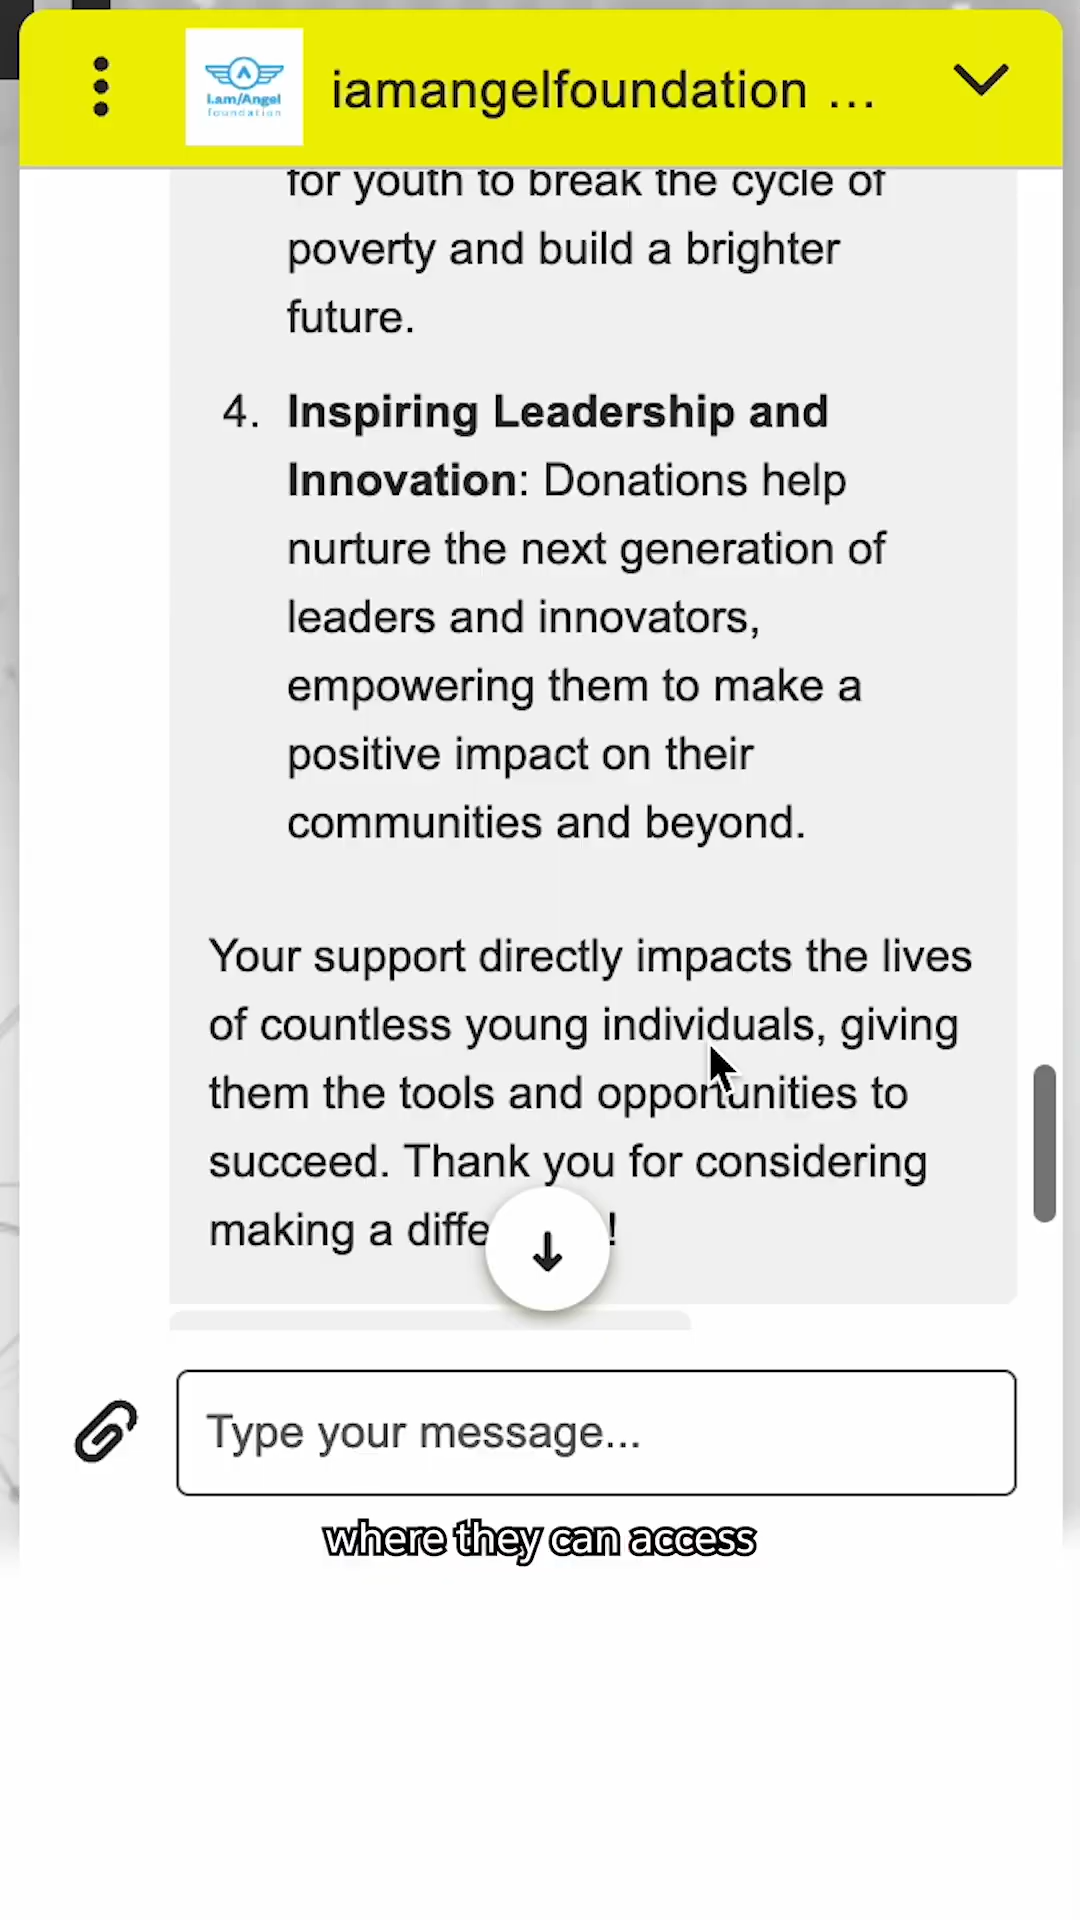 i.am/Angel
foundation
iamangelfoundation ...
for youth to break the cycle of
poverty and build a brighter
future.
4. Inspiring Leadership and
Innovation: Donations help
nurture the next generation of
leaders and innovators,
empowering them to make a
positive impact on their
communities and beyond.
Your support directly impacts the lives
of countless young individuals, giving
them the tools and opportunities to
succeed. Thank you for considering
making a diffe !
Type your message...
where they can access